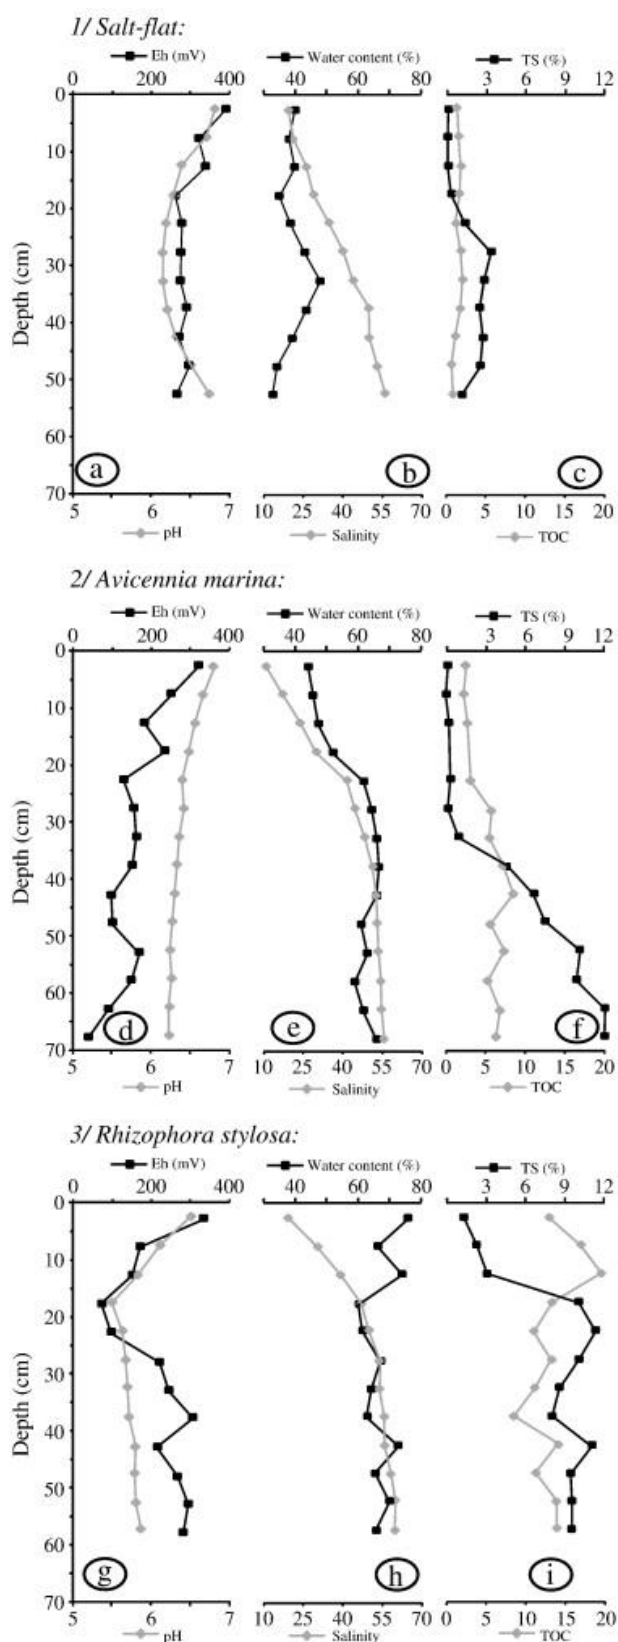 1/ Salt-flat:
Eh (mV) Water content (%) TS (%)
0 200 400 40 60 80 0 3 6 9 12
0
10
20
30
40
50
60
70
Depth (cm)
a b c
5 6 7 10 25 40 55 70 0 5 10 15 20
pH Salinity TOC
2/ Avicennia marina:
Eh (mV) Water content (%) TS (%)
0 200 400 40 60 80 0 3 6 9 12
0
10
20
30
40
50
60
70
Depth (cm)
d e f
5 6 7 10 25 40 55 70 0 5 10 15 20
pH Salinity TOC
3/ Rhizophora stylosa:
Eh (mV) Water content (%) TS (%)
0 200 400 40 60 80 0 3 6 9 12
0
10
20
30
40
50
60
70
Depth (cm)
g h i
5 6 7 10 25 40 55 70 0 5 10 15 20
pH Salinity TOC